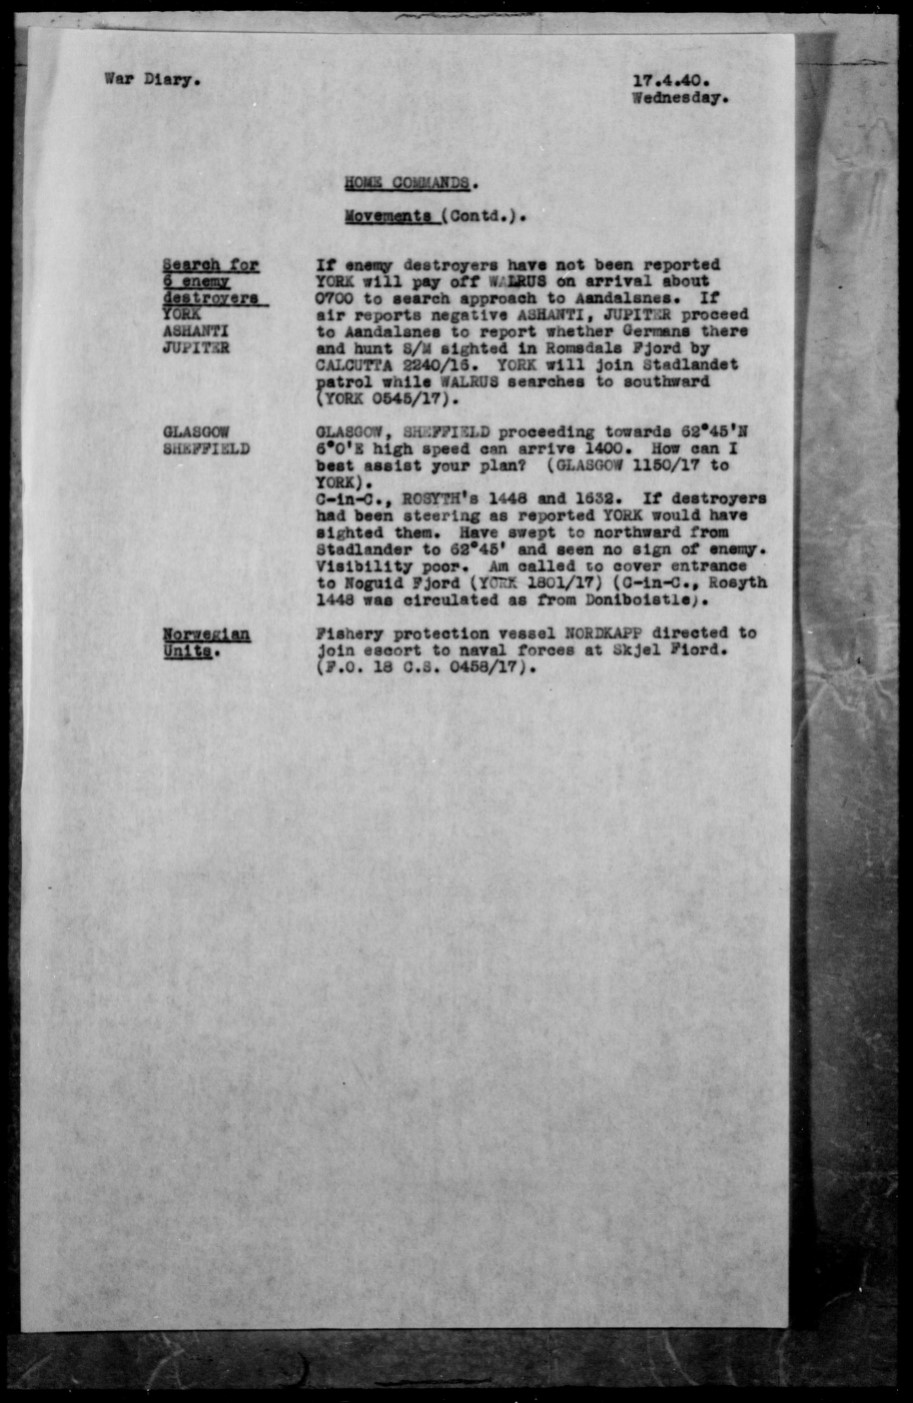 War Diary.
17.4.40.
Wednesday.
HOME COMMANDS.
Movements (Contd.).
Search for
6 enemy
destroyers
YORK
ASHANTI
JUPITER
If enemy destroyers have not been reported
YORK will pay off WALRUS on arrival about
0700 to search approach to Aandalsnes. If
air reports negative ASHANTI, JUPITER proceed
to Aandalsnes to report whether Germans there
and hunt S/M sighted in Romsdals Fjord by
CALCUTTA 2240/16. YORK will join Stadlandet
patrol while WALRUS searches to southward
(YORK 0545/17).
GLASGOW
SHEFFIELD
GLASGOW, SHEFFIELD proceeding towards 62°45'N
6°0'E high speed can arrive 1400. How can I
best assist your plan? (GLASGOW 1150/17 to
YORK).
C-in-C., ROSYTH's 1448 and 1632. If destroyers
had been steering as reported YORK would have
sighted them. Have swept to northward from
Stadlander to 62°45' and seen no sign of enemy.
Visibility poor. Am called to cover entrance
to Noguid Fjord (YORK 1801/17) (C-in-C., Rosyth
1448 was circulated as from Doniboistle).
Norwegian
Units.
Fishery protection vessel NORDKAPP directed to
join escort to naval forces at Skjel Fiord.
(F.O. 18 C.S. 0458/17).